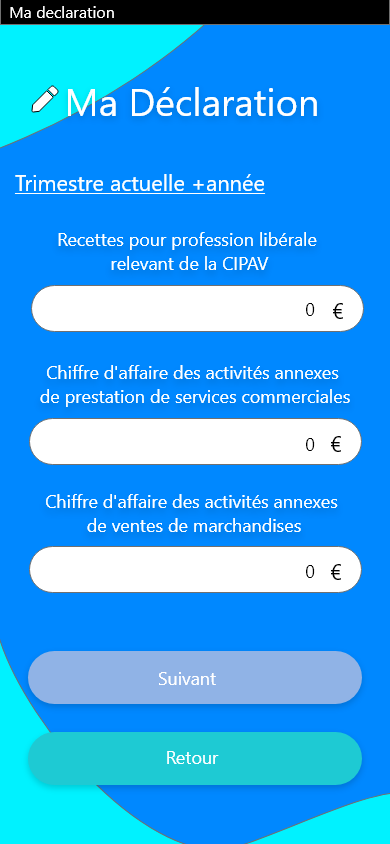 Ma declaration
Ma Déclaration
Trimestre actuelle +année
Recettes pour profession libérale
relevant de la CIPAV
0 €
Chiffre d'affaire des activités annexes
de prestation de services commerciales
0 €
Chiffre d'affaire des activités annexes
de ventes de marchandises
0 €
Suivant
Retour